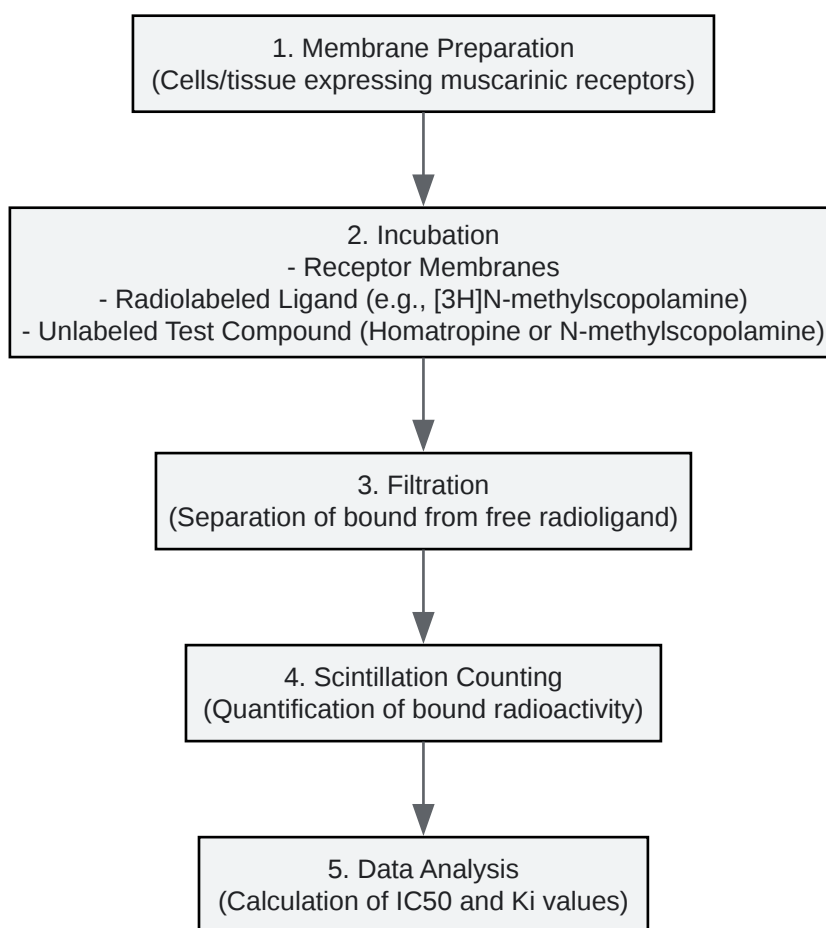 1. Membrane Preparation
(Cells/tissue expressing muscarinic receptors)
2. Incubation
- Receptor Membranes
- Radiolabeled Ligand (e.g., [3H]N-methylscopolamine)
- Unlabeled Test Compound (Homatropine or N-methylscopolamine)
3. Filtration
(Separation of bound from free radioligand)
4. Scintillation Counting
(Quantification of bound radioactivity)
5. Data Analysis
(Calculation of IC50 and Ki values)